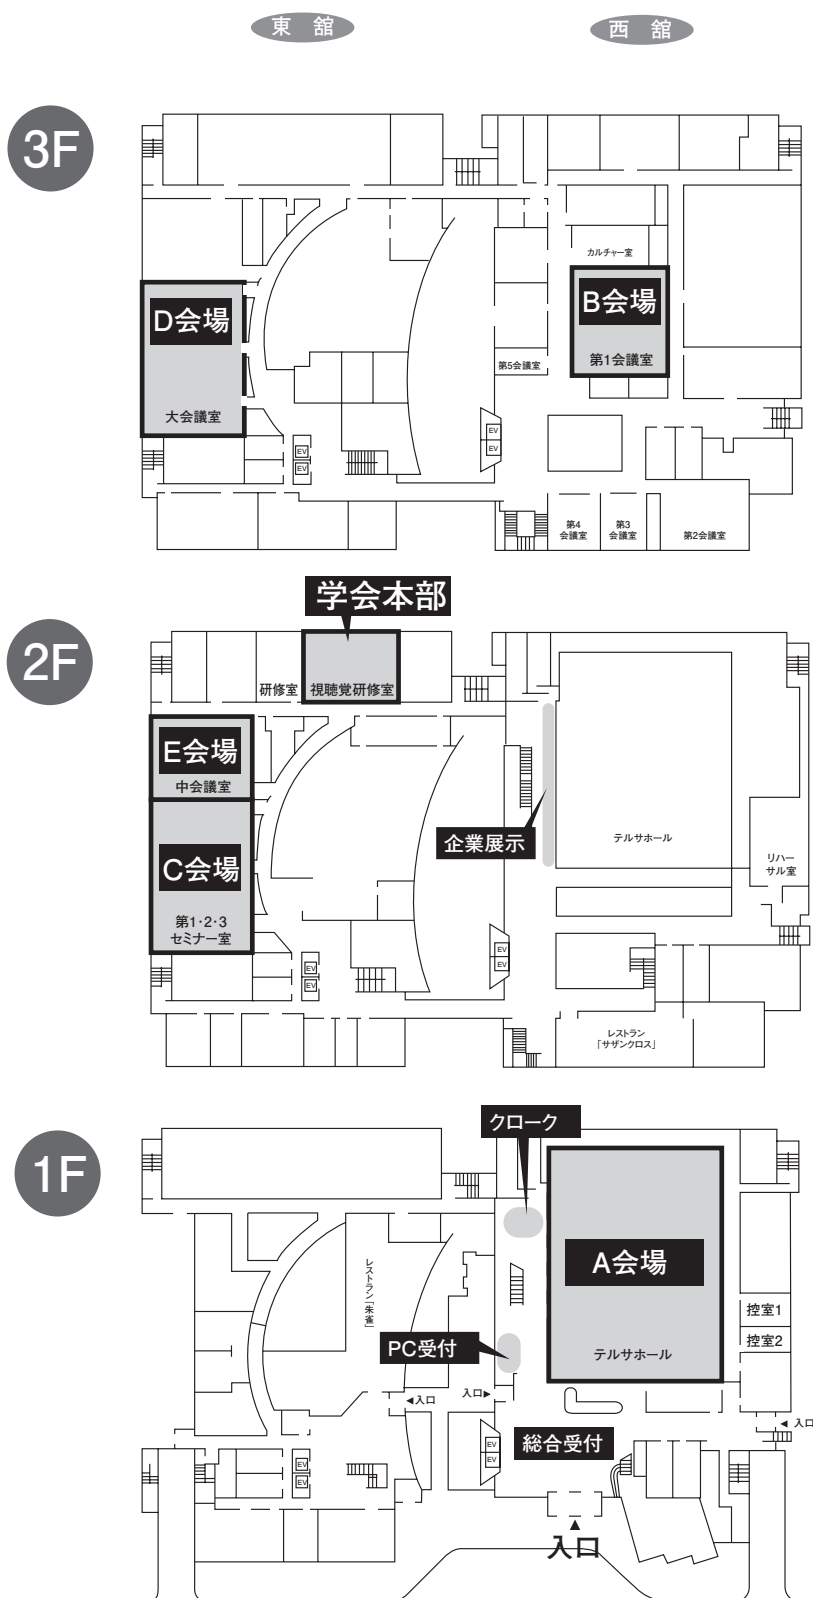 東 舘
西 舘
3F
カルチャー室
D会場
B会場
第5会議室
第1会議室
大会議室
EV
EV
EV
EV
第4
会議室
第3
会議室
第2会議室
学会本部
2F
研修室
視聴覚研修室
E会場
中会議室
企業展示
テルサホール
C会場
リハー
サル室
第1・2・3
セミナー室
EV
EV
EV
EV
レストラン
「サザンクロス」
クローク
1F
A会場
レストラン「朱雀」
控室1
PC受付
控室2
テルサホール
◀入口
入口▶
◀ 入口
総合受付
EV
EV
EV
EV
▲
入口